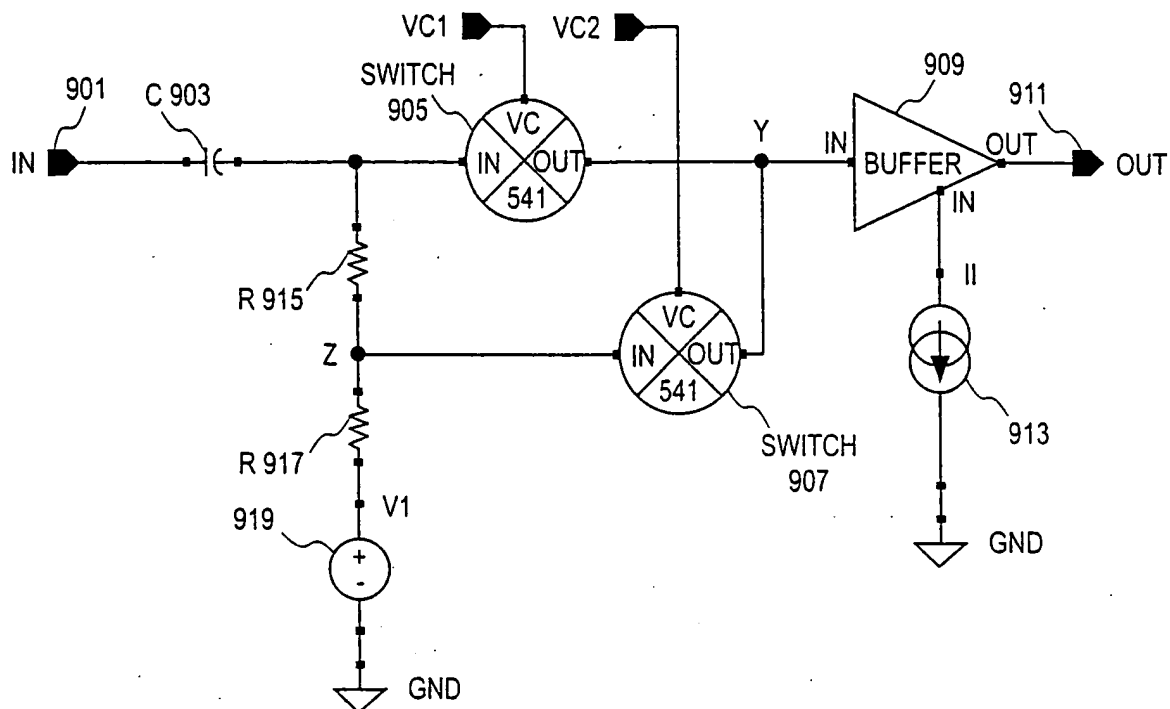 VC1
VC2
SWITCH
905
901
C 903
909
911
IN
VC
IN OUT
541
Y
IN
BUFFER
OUT
OUT
IN
R 915
II
Z
VC
IN OUT
541
913
R 917
SWITCH
907
V1
919
+
-
GND
GND